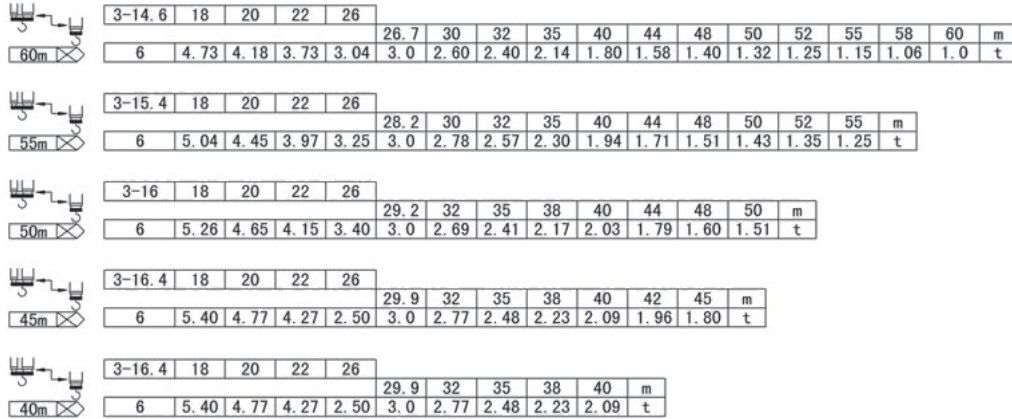 3-14.6 18 20 22 26
26.7 30 32 35 40 44 48 50 52 55 58 60 m
60m 6 4.73 4.18 3.73 3.04 3.0 2.60 2.40 2.14 1.80 1.58 1.40 1.32 1.25 1.15 1.06 1.0 t
3-15.4 18 20 22 26
28.2 30 32 35 40 44 48 50 52 55 m
55m 6 5.04 4.45 3.97 3.25 3.0 2.78 2.57 2.30 1.94 1.71 1.51 1.43 1.35 1.25 t
3-16 18 20 22 26
29.2 32 35 38 40 44 48 50 m
50m 6 5.26 4.65 4.15 3.40 3.0 2.69 2.41 2.17 2.03 1.79 1.60 1.51 t
3-16.4 18 20 22 26
29.9 32 35 38 40 42 45 m
45m 6 5.40 4.77 4.27 2.50 3.0 2.77 2.48 2.23 2.09 1.96 1.80 t
3-16.4 18 20 22 26
29.9 32 35 38 40 m
40m 6 5.40 4.77 4.27 2.50 3.0 2.77 2.48 2.23 2.09 t